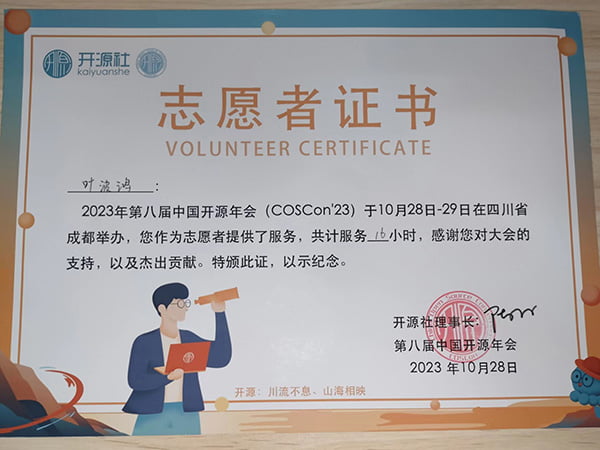 开源社
kaiyuanshe
志愿者证书
VOLUNTEER CERTIFICATE
叶波鸿:
2023年第八届中国开源年会(COSCon'23)于10月28日-29日在四川省
成都举办,您作为志愿者提供了服务,共计服务16小时,感谢您对大会的
支持,以及杰出贡献。特颁此证,以示纪念。
开源社理事长:
第八届中国开源年会
2023 年10月28日
开源:川流不息、山海相映